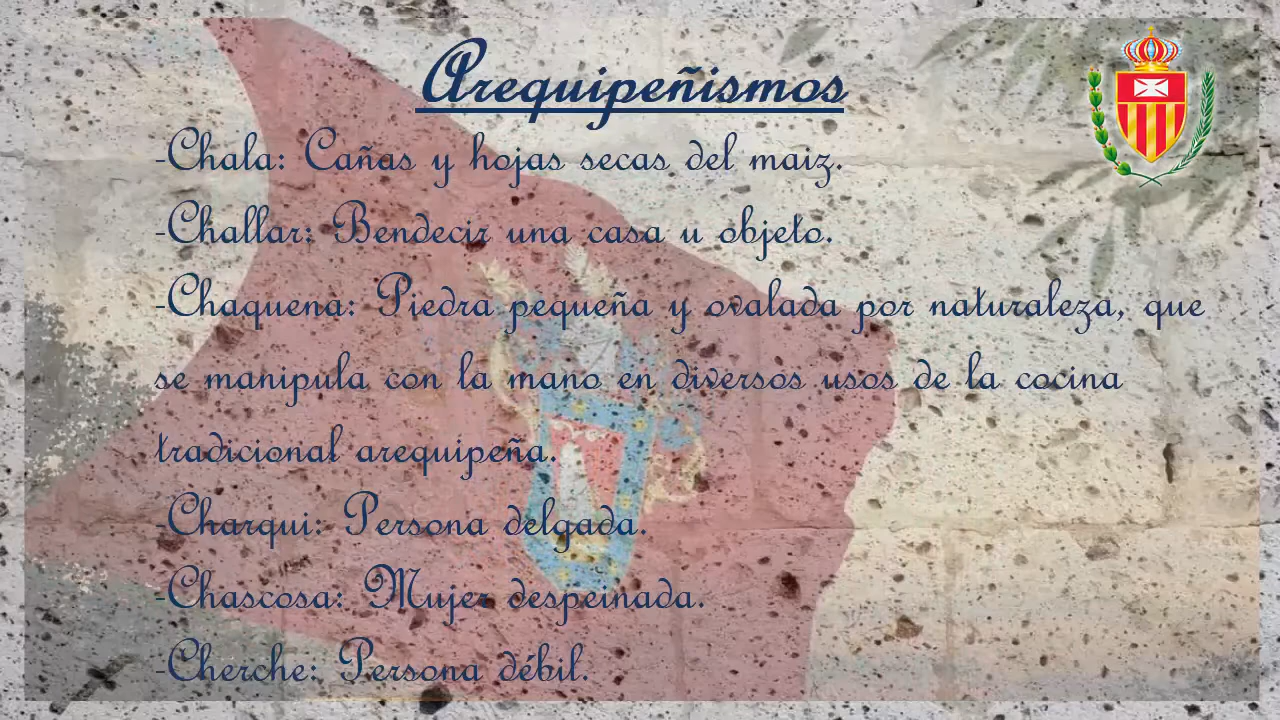 Arequipeñismos
-Chala: Cañas y hojas secas del maiz.
-Challar: Bendecir una casa u objeto.
-Chaquena: Piedra pequeña y ovalada por naturaleza, que
se manipula con la mano en diversos usos de la cocina
tradicional arequipeña.
-Charqui: Persona delgada.
-Chascosa: Mujer despeinada.
-Cherche: Persona débil.